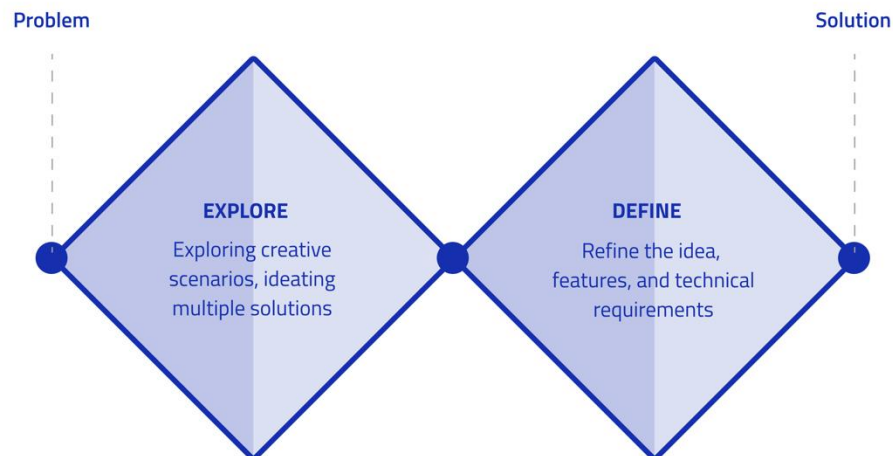 Problem
Solution
EXPLORE
Exploring creative
scenarios, ideating
multiple solutions
DEFINE
Refine the idea,
features, and technical
requirements